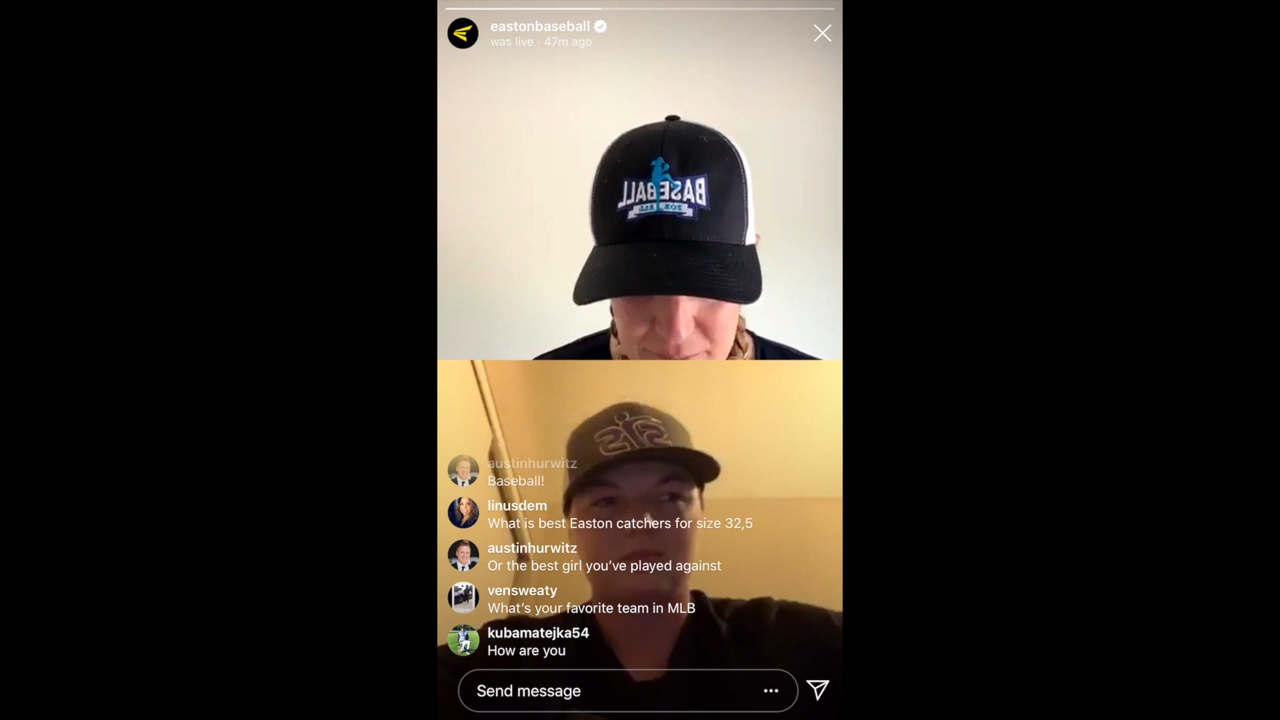 eastonbaseball
was live · 47m ago
BASEBALL
FOR ALL
austinhurwitz
Baseball!
linusdem
What is best Easton catchers for size 32,5
austinhurwitz
Or the best girl you’ve played against
vensweaty
What’s your favorite team in MLB
kubamatejka54
How are you
Send message